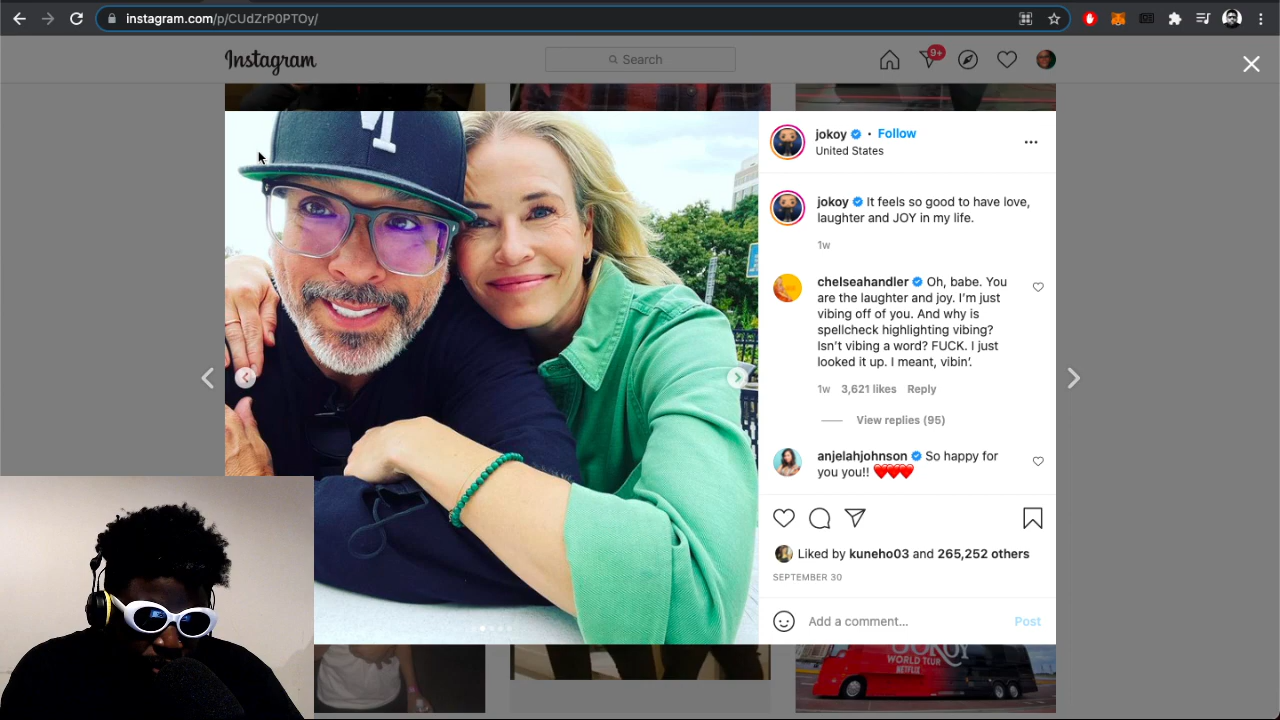 instagram.com/p/CUdZrP0PTOy/
Instagram
Search
9+
jokoy • Follow
United States
jokoy It feels so good to have love,
laughter and JOY in my life.
1w
chelseahandler Oh, babe. You
are the laughter and joy. I'm just
vibing off of you. And why is
spellcheck highlighting vibing?
Isn't vibing a word? FUCK. I just
looked it up. I meant, vibin'.
1w 3,621 likes Reply
View replies (95)
anjelahjohnson So happy for
you you!! ❤️❤️❤️
Liked by kuneho03 and 265,252 others
SEPTEMBER 30
Add a comment... Post
JOKOY
WORLD TOUR
NETFLIX